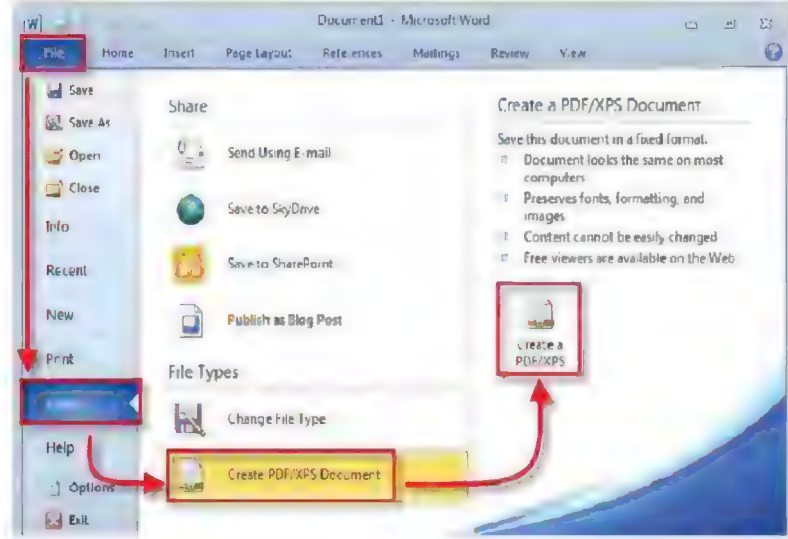 W
Document1 - Microsoft Word
File Home Insert Page Layout References Mailings Review View
Save
Save As
Open
Close
Info
Recent
New
Print
Help
Options
Exit
Share
Send Using E-mail
Save to SkyDrive
Save to SharePoint
Publish as Blog Post
File Types
Change File Type
Create PDF/XPS Document
Create a PDF/XPS Document
Save this document in a fixed format.
Document looks the same on most
computers
Preserves fonts, formatting, and
images
Content cannot be easily changed
Free viewers are available on the Web
Create a
PDF/XPS